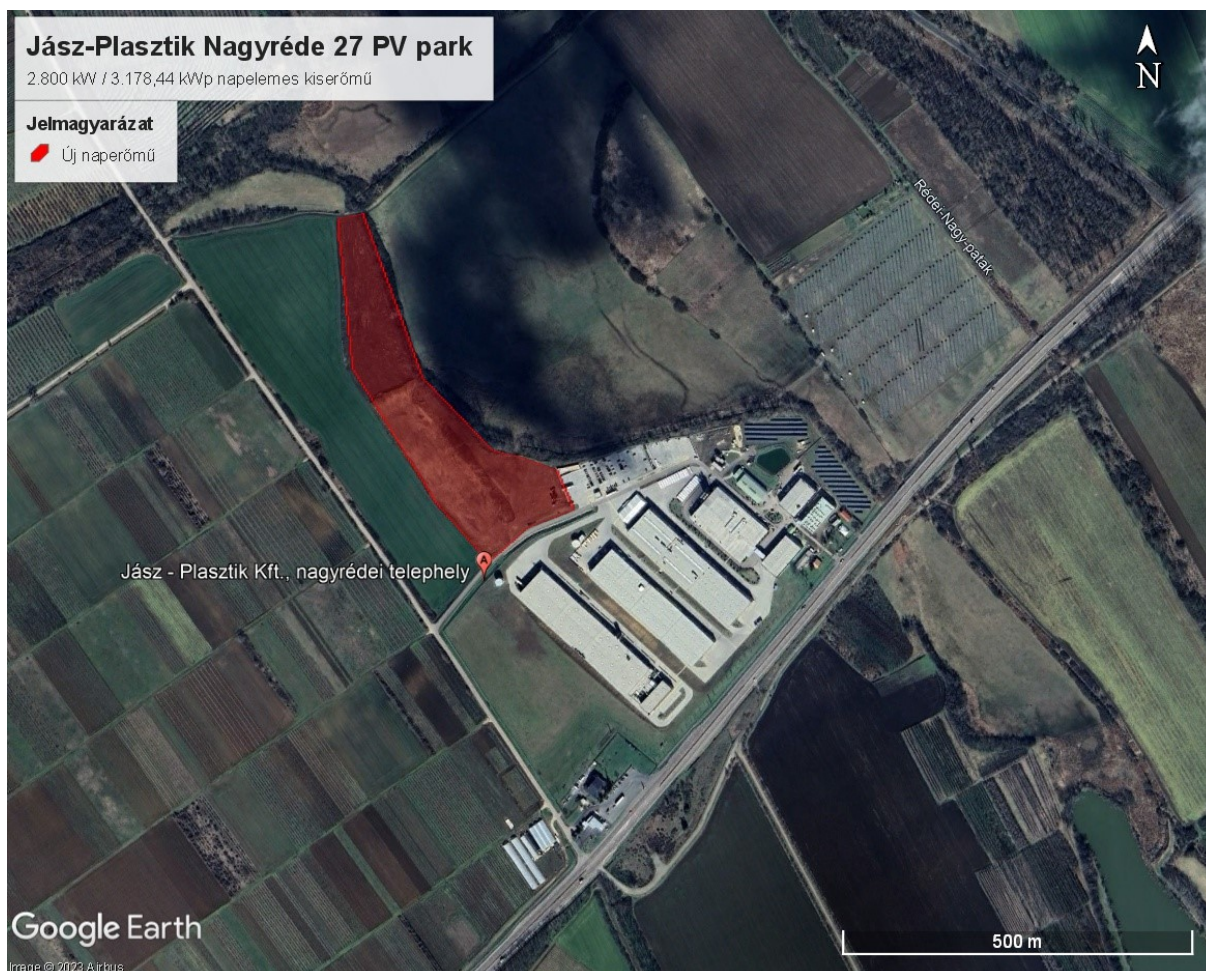 Jász-Plasztik Nagyréde 27 PV park
2.800 kW / 3.178,44 kWp napelemes kiserőmű
Jelmagyarázat
Új naperőmű
N
Rédei-Nagy-patak
A
Jász - Plasztik Kft., nagyrédei telephely
Google Earth
500 m
Image © 2023 Airbus